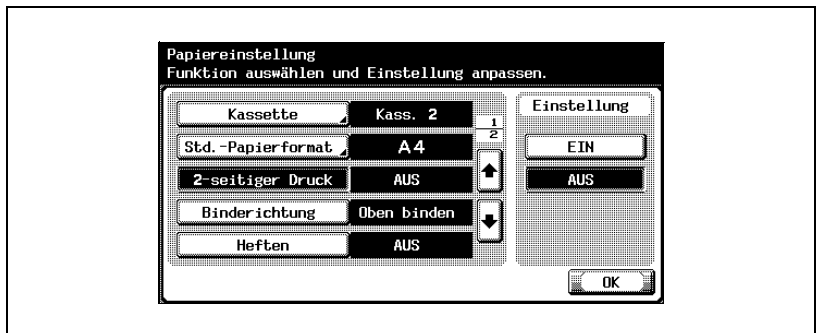 Papiereinstellung
Funktion auswählen und Einstellung anpassen.
Kassette Kass. 2
Std.-Papierformat A4
2-seitiger Druck AUS
Binderichtung Oben binden
Heften AUS
1
2
Einstellung
EIN
AUS
OK